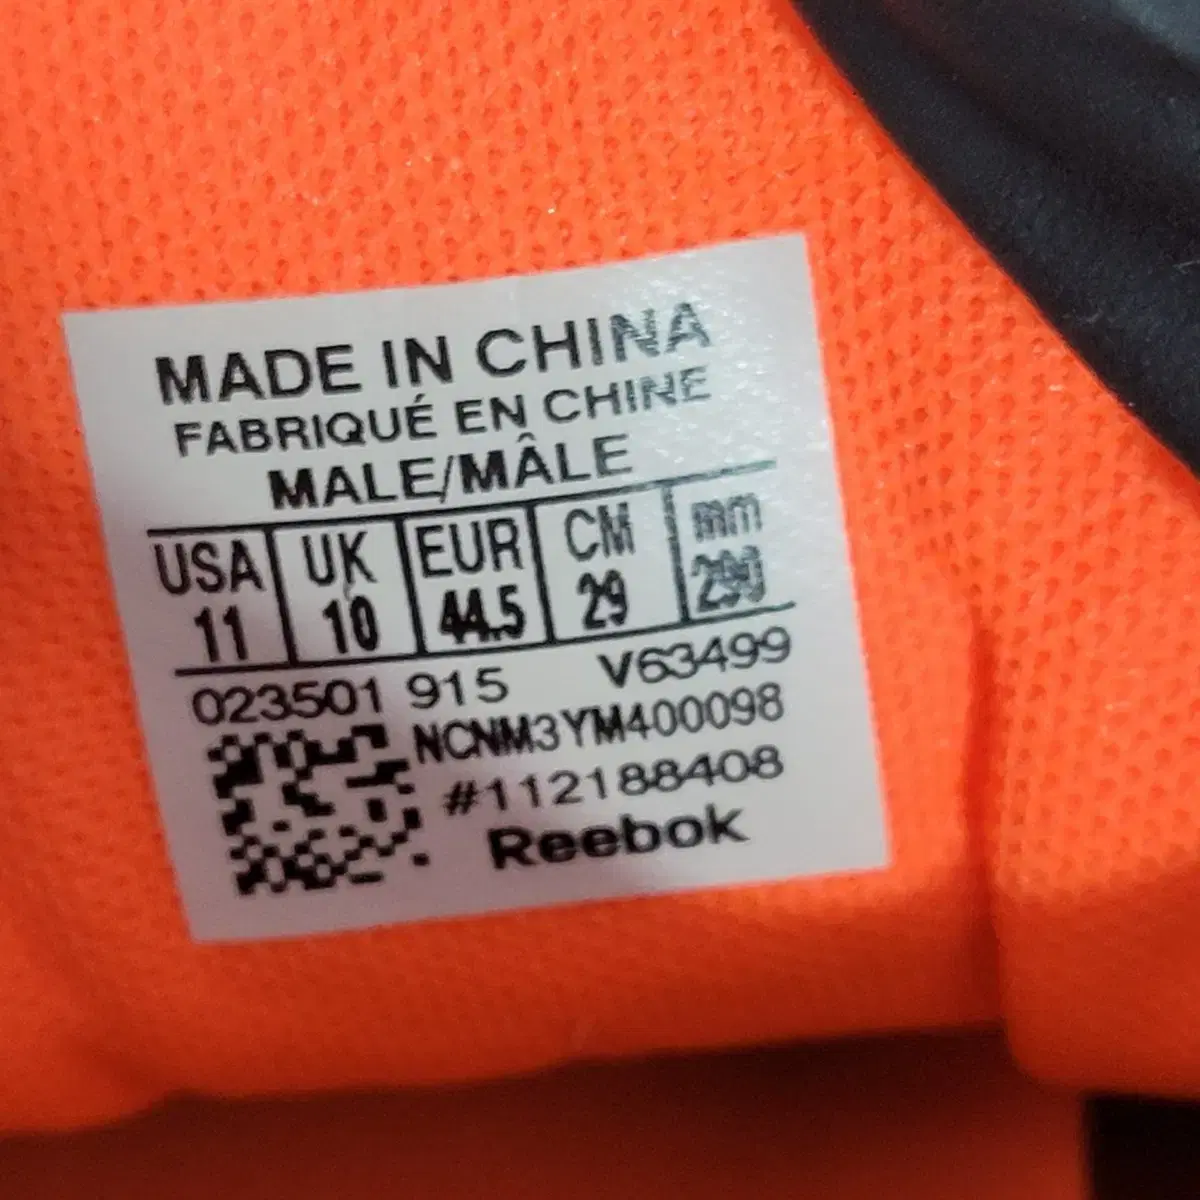 MADE IN CHINA
FABRIQUÉ EN CHINE
MALE/MÂLE
USA UK EUR CM mm
11 10 44.5 29 290
023501 915 V63499
NCNM3YM400098
#112188408
Reebok